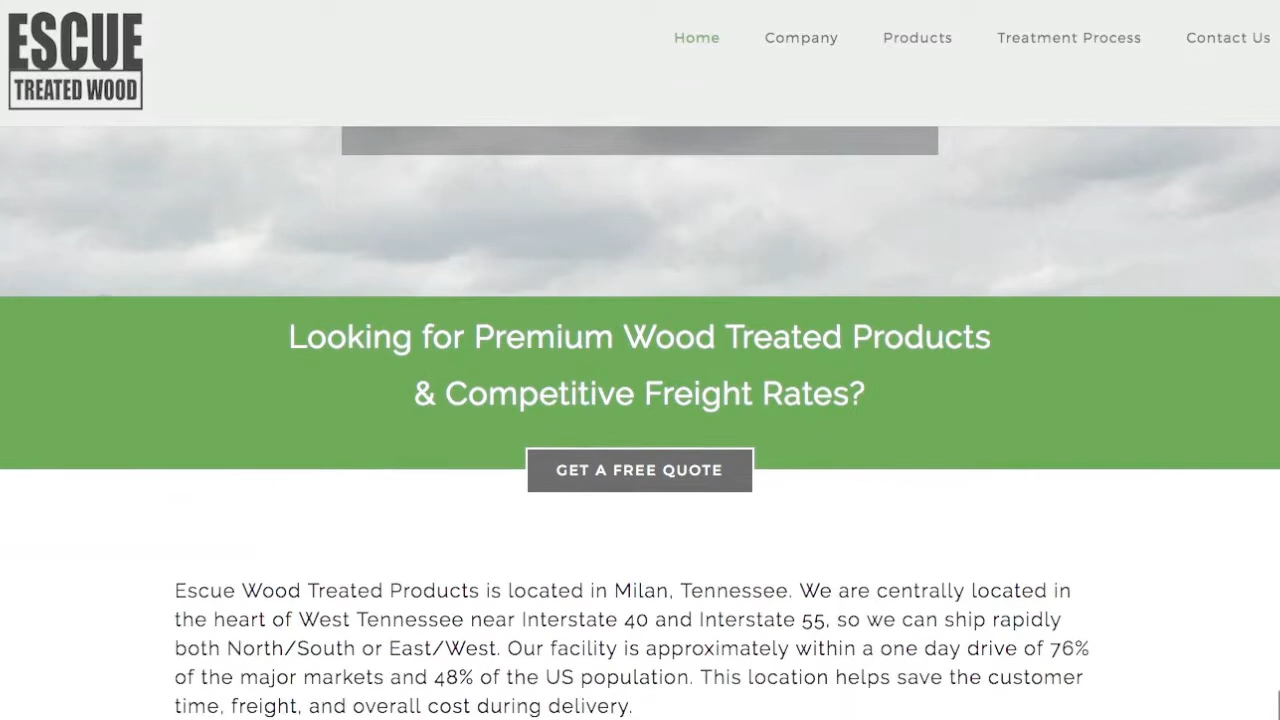 ESCUE
TREATED WOOD
Home
Company
Products
Treatment Process
Contact Us
Looking for Premium Wood Treated Products
& Competitive Freight Rates?
GET A FREE QUOTE
Escue Wood Treated Products is located in Milan, Tennessee. We are centrally located in
the heart of West Tennessee near Interstate 40 and Interstate 55, so we can ship rapidly
both North/South or East/West. Our facility is approximately within a one day drive of 76%
of the major markets and 48% of the US population. This location helps save the customer
time, freight, and overall cost during delivery.